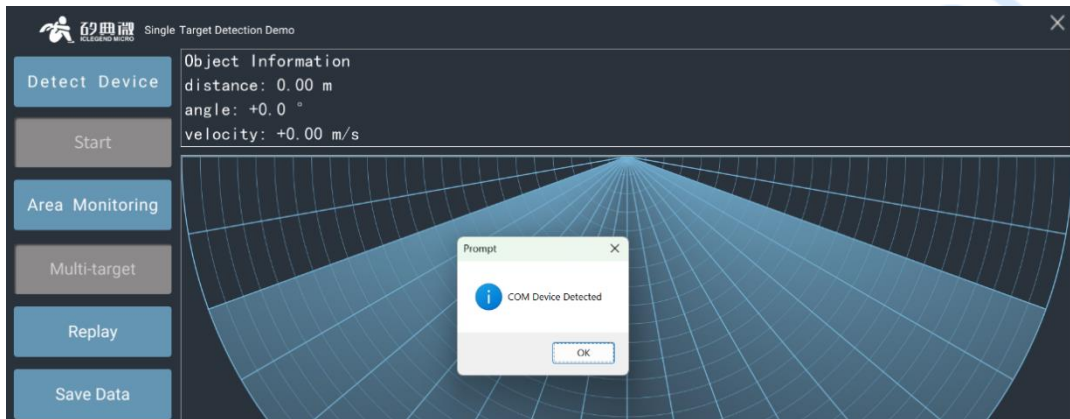 矽典微 Single Target Detection Demo
ICLEGEND MICRO
Detect Device
Start
Area Monitoring
Multi-target
Replay
Save Data
Object Information
distance: 0.00 m
angle: +0.0 °
velocity: +0.00 m/s
Prompt
COM Device Detected
OK